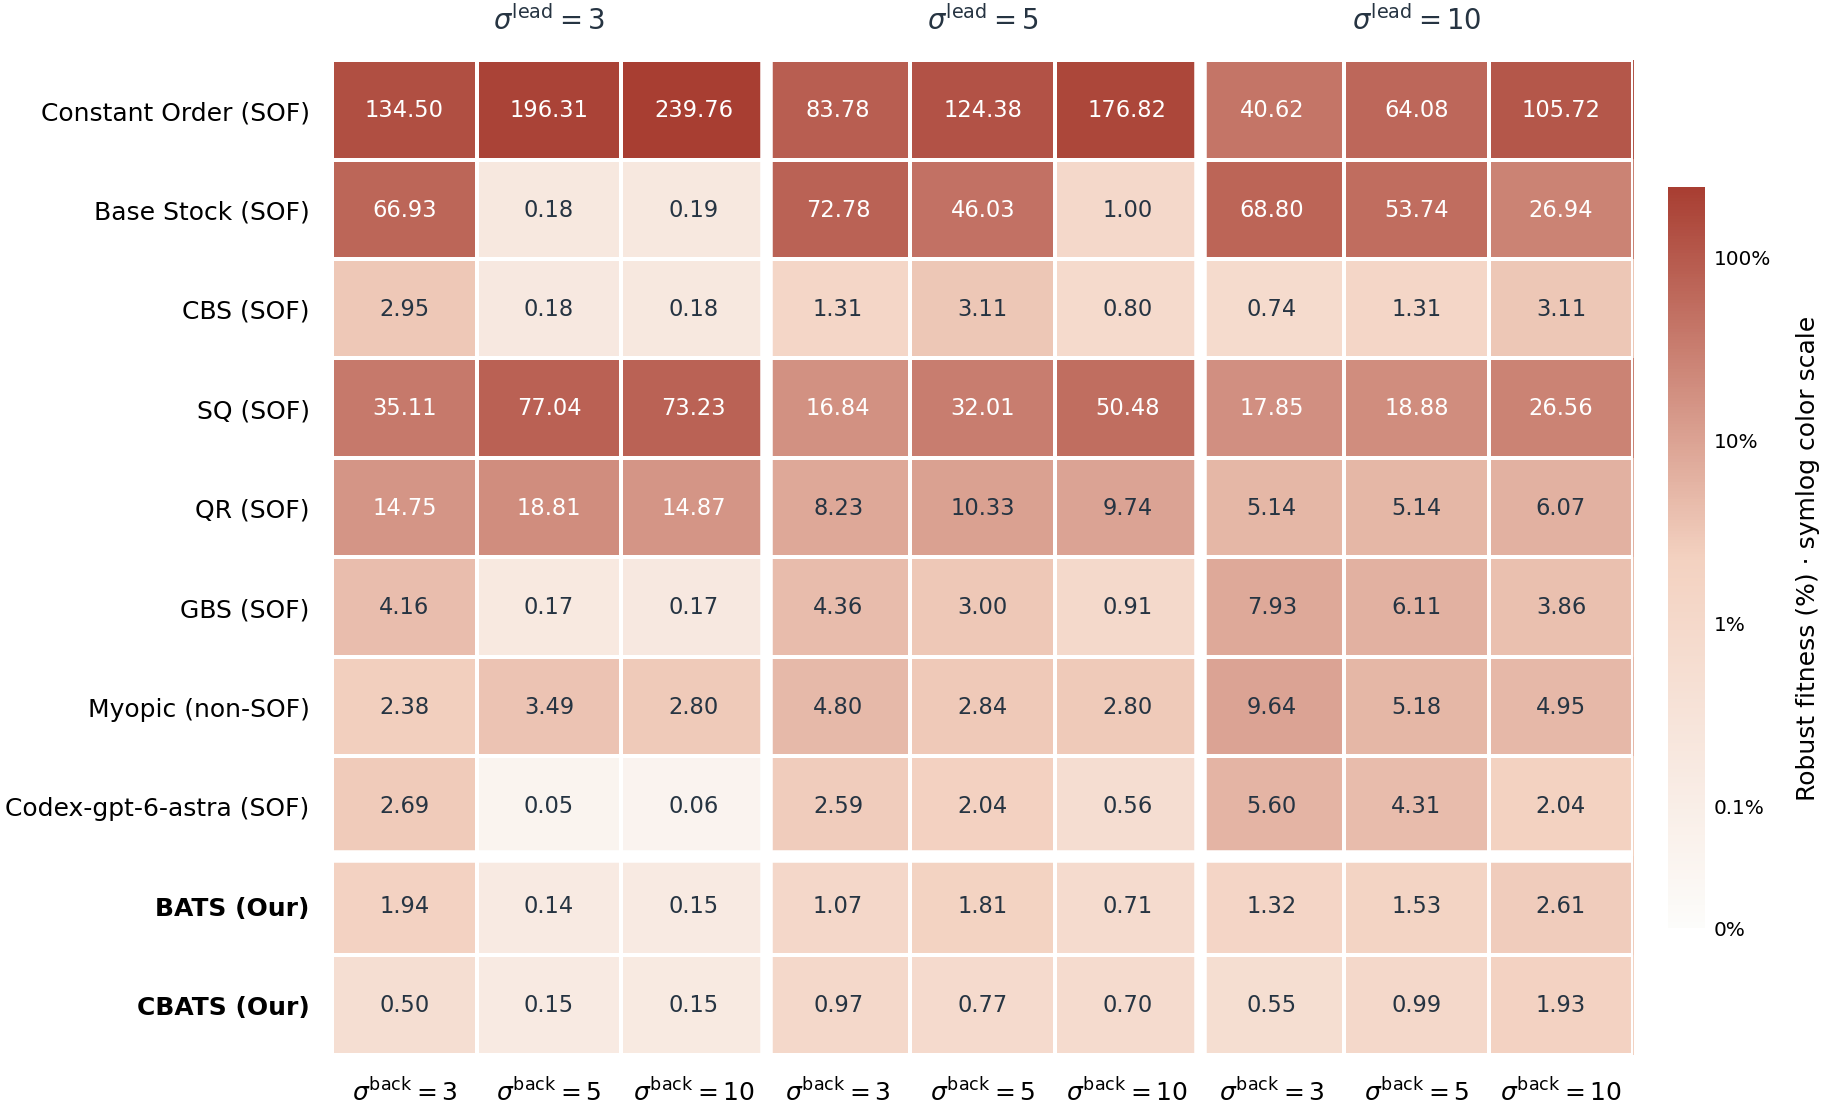 σ^lead = 3 σ^lead = 5 σ^lead = 10
Constant Order (SOF) 134.50 196.31 239.76 83.78 124.38 176.82 40.62 64.08 105.72
Base Stock (SOF) 66.93 0.18 0.19 72.78 46.03 1.00 68.80 53.74 26.94
CBS (SOF) 2.95 0.18 0.18 1.31 3.11 0.80 0.74 1.31 3.11
SQ (SOF) 35.11 77.04 73.23 16.84 32.01 50.48 17.85 18.88 26.56
QR (SOF) 14.75 18.81 14.87 8.23 10.33 9.74 5.14 5.14 6.07
GBS (SOF) 4.16 0.17 0.17 4.36 3.00 0.91 7.93 6.11 3.86
Myopic (non-SOF) 2.38 3.49 2.80 4.80 2.84 2.80 9.64 5.18 4.95
Codex-gpt-6-astra (SOF) 2.69 0.05 0.06 2.59 2.04 0.56 5.60 4.31 2.04
BATS (Our) 1.94 0.14 0.15 1.07 1.81 0.71 1.32 1.53 2.61
CBATS (Our) 0.50 0.15 0.15 0.97 0.77 0.70 0.55 0.99 1.93
σ^back = 3 σ^back = 5 σ^back = 10 σ^back = 3 σ^back = 5 σ^back = 10 σ^back = 3 σ^back = 5 σ^back = 10
100%
10%
1%
0.1%
0%
Robust fitness (%) · symlog color scale